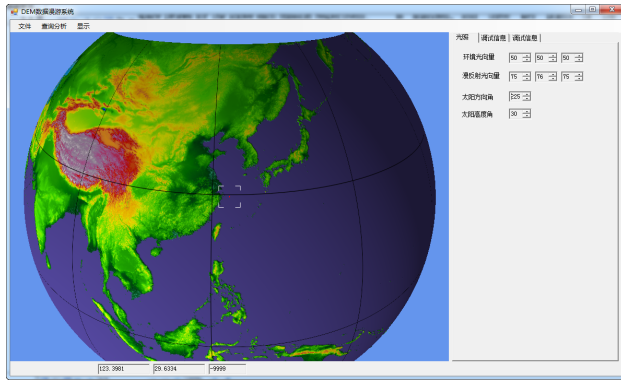 DEM数据漫游系统
文件 查询分析 显示
光照 调试信息 调试信息
环境光向量 50 50 50
漫反射光向量 75 76 75
太阳方向角 225
太阳高度角 30
123.3981 29.6334 -9999